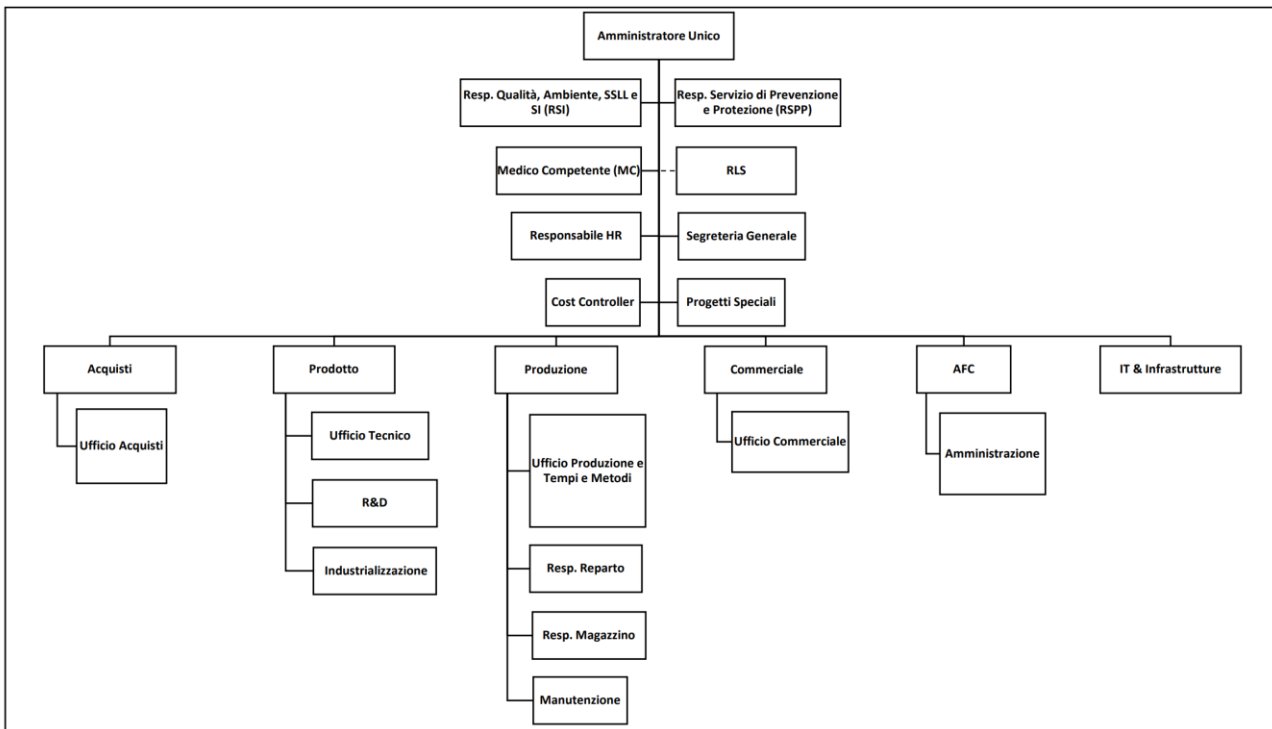 Amministratore Unico
Resp. Qualità, Ambiente, SSLL e
SI (RSI)
Resp. Servizio di Prevenzione
e Protezione (RSPP)
Medico Competente (MC)
RLS
Responsabile HR
Segreteria Generale
Cost Controller
Progetti Speciali
Acquisti
Prodotto
Produzione
Commerciale
AFC
IT & Infrastrutture
Ufficio Acquisti
Ufficio Tecnico
R&D
Industrializzazione
Ufficio Produzione e
Tempi e Metodi
Resp. Reparto
Resp. Magazzino
Manutenzione
Ufficio Commerciale
Amministrazione